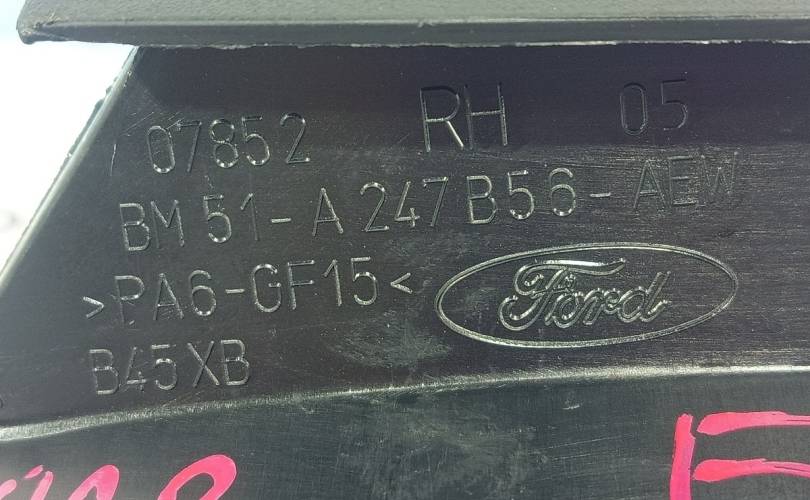 07852 RH 05
BM51-A247B56-AEW
>PA6-GF15<
Ford
B45XB